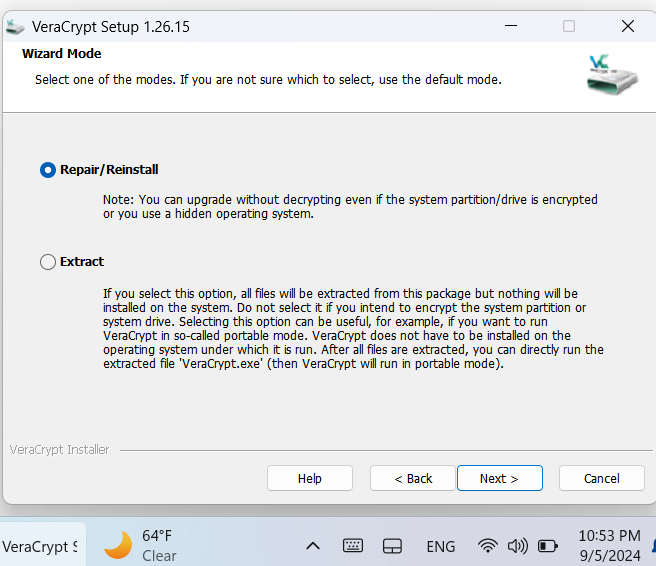 VeraCrypt Setup 1.26.15
Wizard Mode
Select one of the modes. If you are not sure which to select, use the default mode.
VC
Repair/Reinstall
Note: You can upgrade without decrypting even if the system partition/drive is encrypted
or you use a hidden operating system.
Extract
If you select this option, all files will be extracted from this package but nothing will be
installed on the system. Do not select it if you intend to encrypt the system partition or
system drive. Selecting this option can be useful, for example, if you want to run
VeraCrypt in so-called portable mode. VeraCrypt does not have to be installed on the
operating system under which it is run. After all files are extracted, you can directly run the
extracted file 'VeraCrypt.exe' (then VeraCrypt will run in portable mode).
VeraCrypt Installer
Help
< Back
Next >
Cancel
VeraCrypt S
64°F
Clear
ENG
10:53 PM
9/5/2024